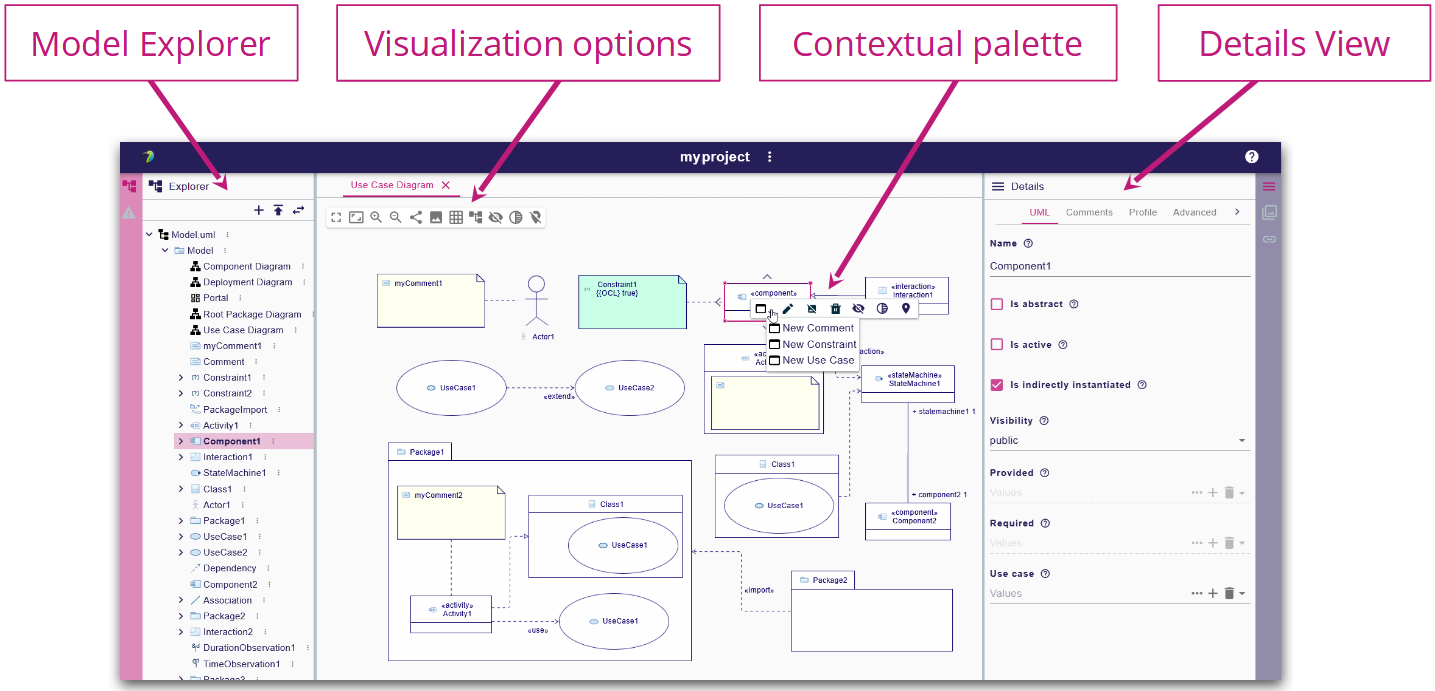 Model Explorer
Visualization options
Contextual palette
Details View
myproject
Explorer
Use Case Diagram
Details
UML Comments Profile Advanced
Model.uml
Model
Component Diagram
Deployment Diagram
Portal
Root Package Diagram
Use Case Diagram
myComment1
Comment
Constraint1
Constraint2
PackageImport
Activity1
Component1
Interaction1
StateMachine1
Class1
Actor1
Package1
UseCase1
UseCase2
Dependency
Component2
Association
Package2
Interaction2
DurationObservation1
TimeObservation1
Package3
myComment1
Actor1
Constraint1
{{OCL} true}
«component»
«interaction»
Interaction1
New Comment
New Constraint
New Use Case
UseCase1
«extend»
UseCase2
«stateMachine»
StateMachine1
+ statemachine1 1
Package1
myComment2
Class1
UseCase1
Class1
UseCase1
+ component2 1
«component»
Component2
«activity»
Activity1
«use»
UseCase1
«import»
Package2
Name
Component1
Is abstract
Is active
Is indirectly instantiated
Visibility
public
Provided
Values
Required
Values
Use case
Values